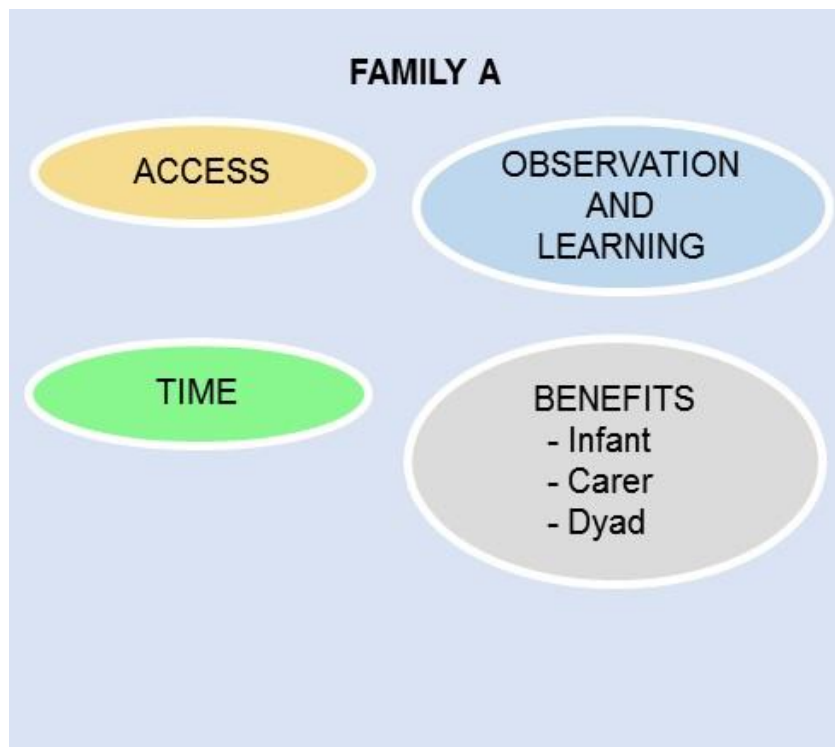 FAMILY A
ACCESS
OBSERVATION
AND
LEARNING
TIME
BENEFITS
- Infant
- Carer
- Dyad